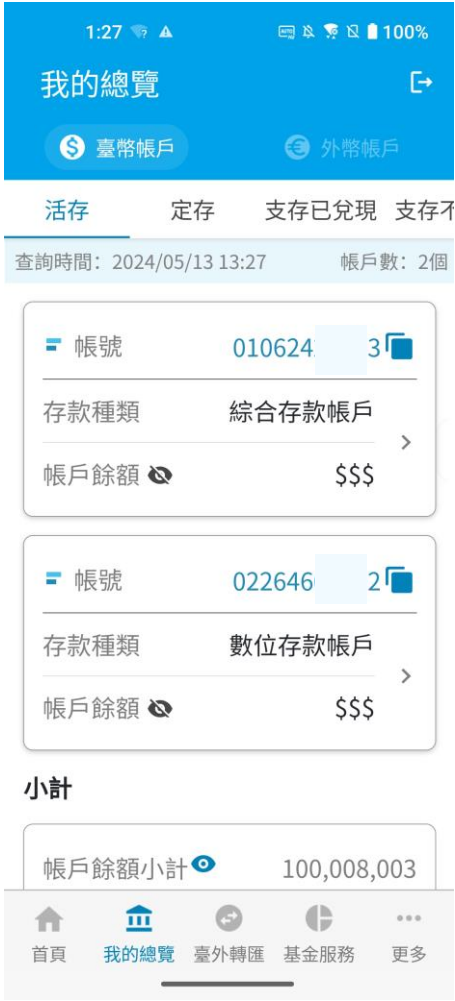 1:27 100%
我的總覽
臺幣帳戶 外幣帳戶
活存 定存 支存已兌現 支存不
查詢時間：2024/05/13 13:27 帳戶數：2個
帳號 010624 3
存款種類 綜合存款帳戶
帳戶餘額 $$$
帳號 022646 2
存款種類 數位存款帳戶
帳戶餘額 $$$
小計
帳戶餘額小計 100,008,003
首頁 我的總覽 臺外轉匯 基金服務 更多